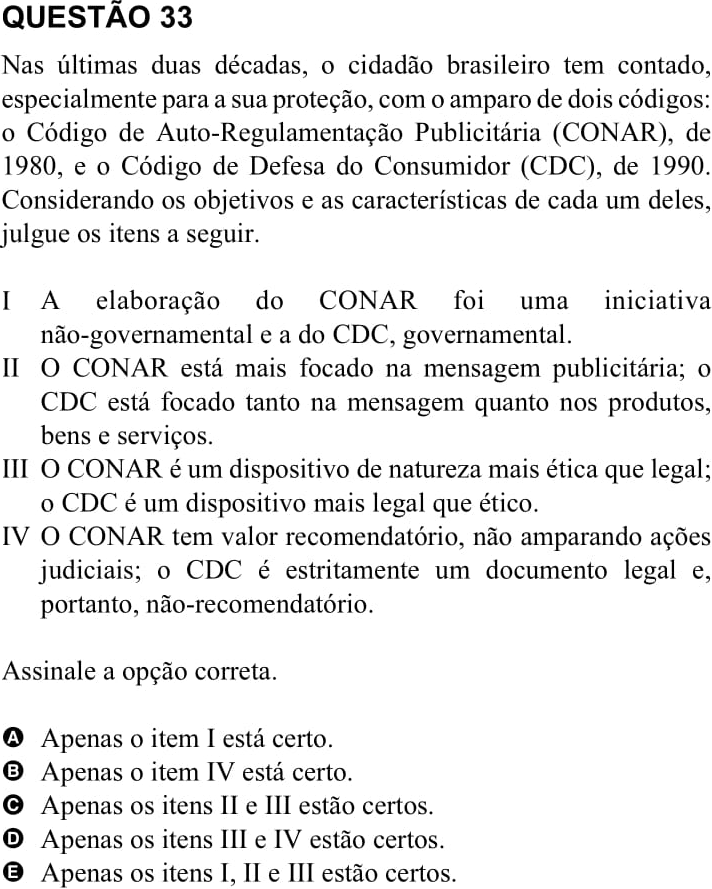 QUESTÃO 33
Nas últimas duas décadas, o cidadão brasileiro tem contado,
especialmente para a sua proteção, com o amparo de dois códigos:
o Código de Auto-Regulamentação Publicitária (CONAR), de
1980, e o Código de Defesa do Consumidor (CDC), de 1990.
Considerando os objetivos e as características de cada um deles,
julgue os itens a seguir.
I A elaboração do CONAR foi uma iniciativa
não-governamental e a do CDC, governamental.
II O CONAR está mais focado na mensagem publicitária; o
CDC está focado tanto na mensagem quanto nos produtos,
bens e serviços.
III O CONAR é um dispositivo de natureza mais ética que legal;
o CDC é um dispositivo mais legal que ético.
IV O CONAR tem valor recomendatório, não amparando ações
judiciais; o CDC é estritamente um documento legal e,
portanto, não-recomendatório.
Assinale a opção correta.
A Apenas o item I está certo.
B Apenas o item IV está certo.
C Apenas os itens II e III estão certos.
D Apenas os itens III e IV estão certos.
E Apenas os itens I, II e III estão certos.